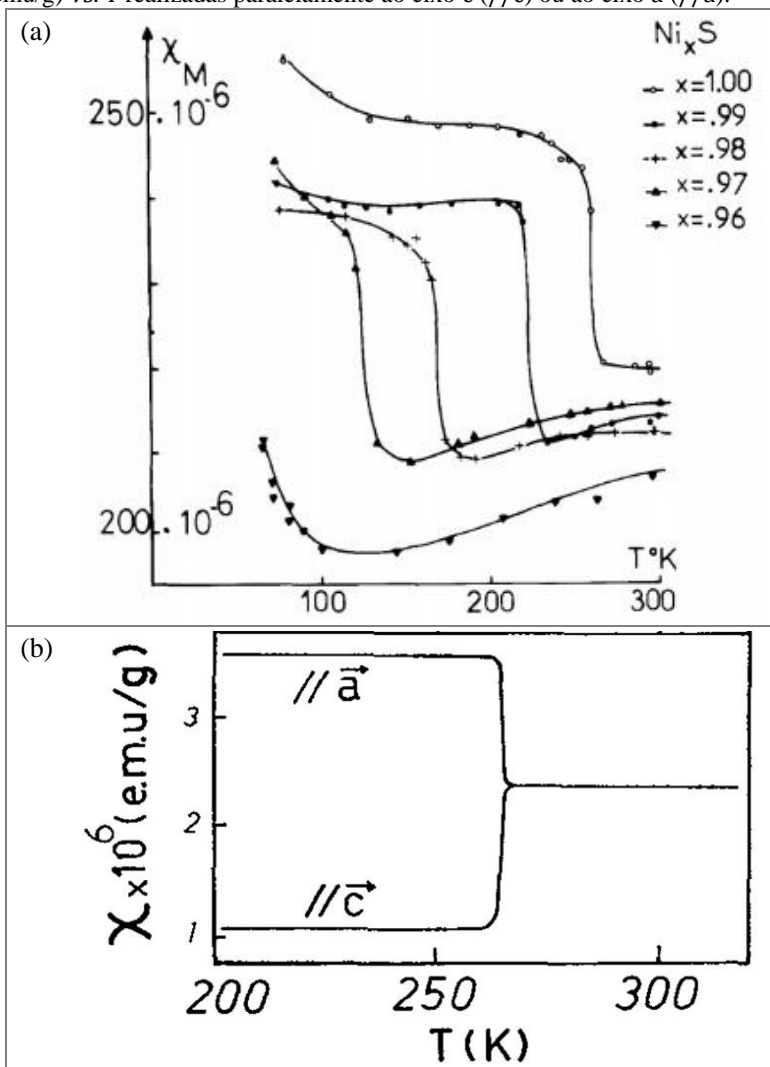 emu/g) vs. T realizadas paralelamente ao eixo c (//c) ou ao eixo a (//a).
(a)
χM
NiₓS
250.10⁻⁶
x=1.00
x=.99
x=.98
x=.97
x=.96
200.10⁻⁶
T°K
100 200 300
(b)
// a⃗
3
χ x10⁶ (e.m.u/g)
2
// c⃗
1
200 250 300
T (K)